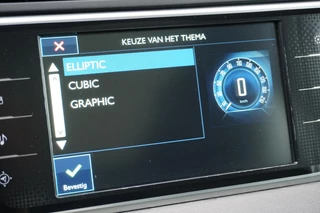 KEUZE VAN HET THEMA
ELLIPTIC
CUBIC
GRAPHIC
0
Bevestig